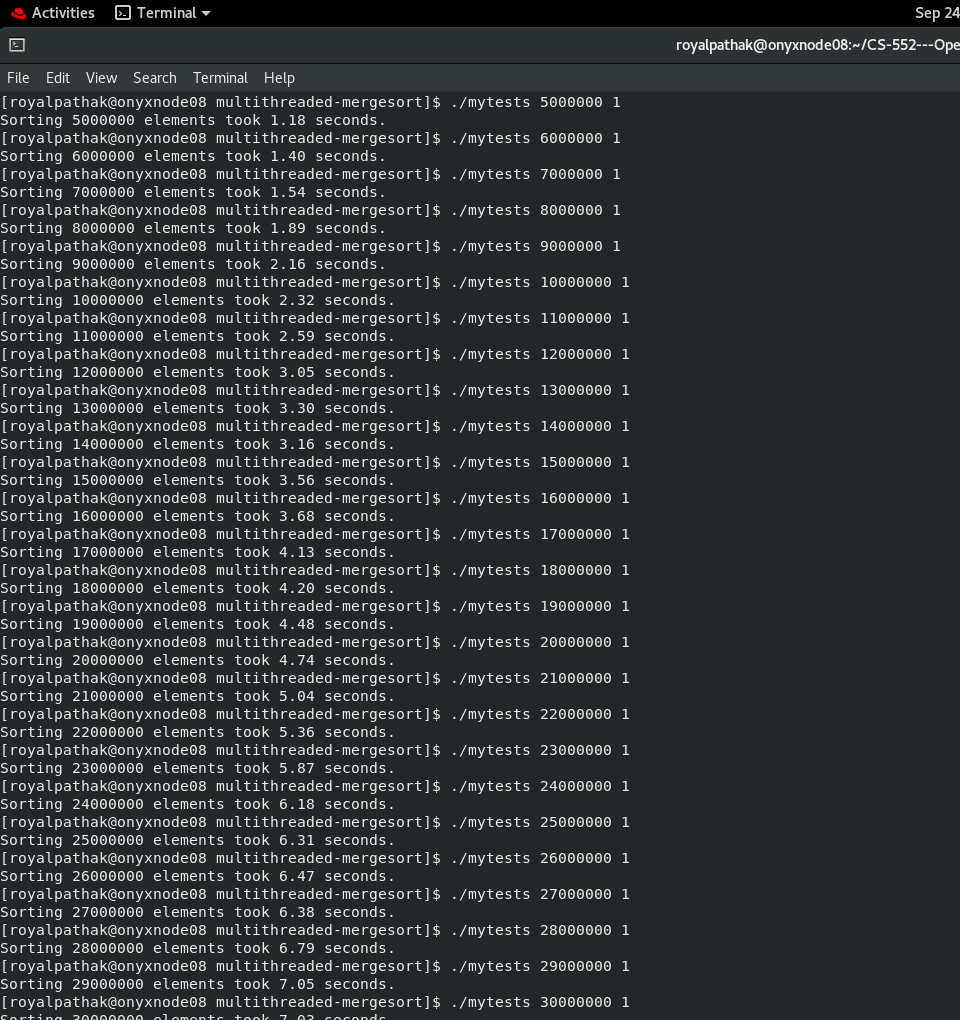 Activities Terminal Sep 24
royalpathak@onyxnode08:~/CS-552---Ope
File Edit View Search Terminal Help
[royalpathak@onyxnode08 multithreaded-mergesort]$ ./mytests 5000000 1
Sorting 5000000 elements took 1.18 seconds.
[royalpathak@onyxnode08 multithreaded-mergesort]$ ./mytests 6000000 1
Sorting 6000000 elements took 1.40 seconds.
[royalpathak@onyxnode08 multithreaded-mergesort]$ ./mytests 7000000 1
Sorting 7000000 elements took 1.54 seconds.
[royalpathak@onyxnode08 multithreaded-mergesort]$ ./mytests 8000000 1
Sorting 8000000 elements took 1.89 seconds.
[royalpathak@onyxnode08 multithreaded-mergesort]$ ./mytests 9000000 1
Sorting 9000000 elements took 2.16 seconds.
[royalpathak@onyxnode08 multithreaded-mergesort]$ ./mytests 10000000 1
Sorting 10000000 elements took 2.32 seconds.
[royalpathak@onyxnode08 multithreaded-mergesort]$ ./mytests 11000000 1
Sorting 11000000 elements took 2.59 seconds.
[royalpathak@onyxnode08 multithreaded-mergesort]$ ./mytests 12000000 1
Sorting 12000000 elements took 3.05 seconds.
[royalpathak@onyxnode08 multithreaded-mergesort]$ ./mytests 13000000 1
Sorting 13000000 elements took 3.30 seconds.
[royalpathak@onyxnode08 multithreaded-mergesort]$ ./mytests 14000000 1
Sorting 14000000 elements took 3.16 seconds.
[royalpathak@onyxnode08 multithreaded-mergesort]$ ./mytests 15000000 1
Sorting 15000000 elements took 3.56 seconds.
[royalpathak@onyxnode08 multithreaded-mergesort]$ ./mytests 16000000 1
Sorting 16000000 elements took 3.68 seconds.
[royalpathak@onyxnode08 multithreaded-mergesort]$ ./mytests 17000000 1
Sorting 17000000 elements took 4.13 seconds.
[royalpathak@onyxnode08 multithreaded-mergesort]$ ./mytests 18000000 1
Sorting 18000000 elements took 4.20 seconds.
[royalpathak@onyxnode08 multithreaded-mergesort]$ ./mytests 19000000 1
Sorting 19000000 elements took 4.48 seconds.
[royalpathak@onyxnode08 multithreaded-mergesort]$ ./mytests 20000000 1
Sorting 20000000 elements took 4.74 seconds.
[royalpathak@onyxnode08 multithreaded-mergesort]$ ./mytests 21000000 1
Sorting 21000000 elements took 5.04 seconds.
[royalpathak@onyxnode08 multithreaded-mergesort]$ ./mytests 22000000 1
Sorting 22000000 elements took 5.36 seconds.
[royalpathak@onyxnode08 multithreaded-mergesort]$ ./mytests 23000000 1
Sorting 23000000 elements took 5.87 seconds.
[royalpathak@onyxnode08 multithreaded-mergesort]$ ./mytests 24000000 1
Sorting 24000000 elements took 6.18 seconds.
[royalpathak@onyxnode08 multithreaded-mergesort]$ ./mytests 25000000 1
Sorting 25000000 elements took 6.31 seconds.
[royalpathak@onyxnode08 multithreaded-mergesort]$ ./mytests 26000000 1
Sorting 26000000 elements took 6.47 seconds.
[royalpathak@onyxnode08 multithreaded-mergesort]$ ./mytests 27000000 1
Sorting 27000000 elements took 6.38 seconds.
[royalpathak@onyxnode08 multithreaded-mergesort]$ ./mytests 28000000 1
Sorting 28000000 elements took 6.79 seconds.
[royalpathak@onyxnode08 multithreaded-mergesort]$ ./mytests 29000000 1
Sorting 29000000 elements took 7.05 seconds.
[royalpathak@onyxnode08 multithreaded-mergesort]$ ./mytests 30000000 1
Sorting 30000000 elements took 7.03 seconds.